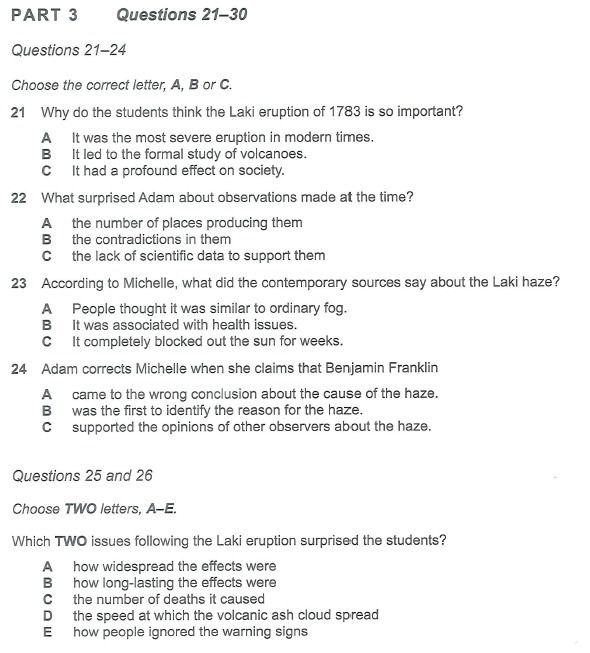 PART 3 Questions 21–30
Questions 21–24
Choose the correct letter, A, B or C.
21 Why do the students think the Laki eruption of 1783 is so important?
A It was the most severe eruption in modern times.
B It led to the formal study of volcanoes.
C It had a profound effect on society.
22 What surprised Adam about observations made at the time?
A the number of places producing them
B the contradictions in them
C the lack of scientific data to support them
23 According to Michelle, what did the contemporary sources say about the Laki haze?
A People thought it was similar to ordinary fog.
B It was associated with health issues.
C It completely blocked out the sun for weeks.
24 Adam corrects Michelle when she claims that Benjamin Franklin
A came to the wrong conclusion about the cause of the haze.
B was the first to identify the reason for the haze.
C supported the opinions of other observers about the haze.
Questions 25 and 26
Choose TWO letters, A–E.
Which TWO issues following the Laki eruption surprised the students?
A how widespread the effects were
B how long-lasting the effects were
C the number of deaths it caused
D the speed at which the volcanic ash cloud spread
E how people ignored the warning signs